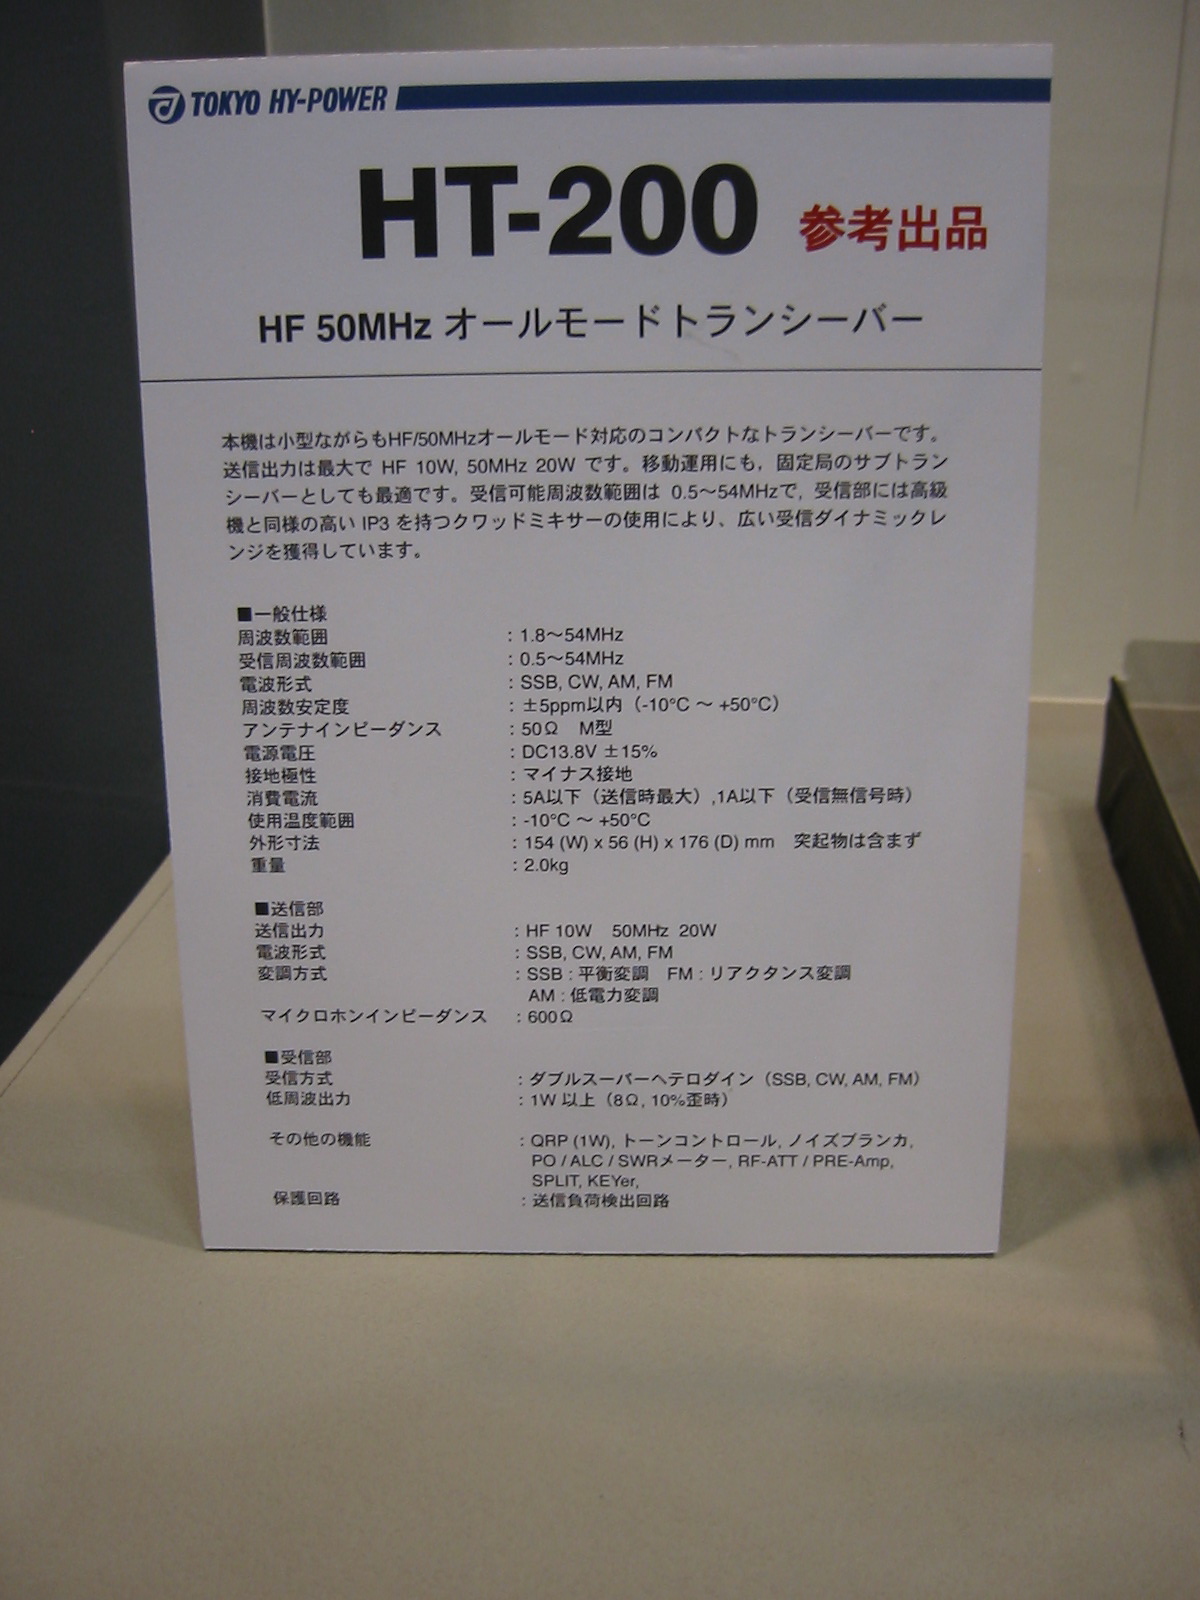 TOKYO HY-POWER
HT-200 参考出品
HF 50MHz オールモードトランシーバー
本機は小型ながらもHF/50MHzオールモード対応のコンパクトなトランシーバーです。
送信出力は最大で HF 10W, 50MHz 20W です。移動運用にも, 固定局のサブトラン
シーバーとしても最適です。受信可能周波数範囲は 0.5～54MHzで, 受信部には高級
機と同様の高い IP3 を持つクワッドミキサーの使用により、広い受信ダイナミックレ
ンジを獲得しています。
■一般仕様
周波数範囲 : 1.8～54MHz
受信周波数範囲 : 0.5～54MHz
電波形式 : SSB, CW, AM, FM
周波数安定度 : ±5ppm以内（-10°C ～ +50°C）
アンテナインピーダンス : 50Ω M型
電源電圧 : DC13.8V ±15%
接地極性 : マイナス接地
消費電流 : 5A以下（送信時最大）,1A以下（受信無信号時）
使用温度範囲 : -10°C ～ +50°C
外形寸法 : 154 (W) x 56 (H) x 176 (D) mm 突起物は含まず
重量 : 2.0kg
■送信部
送信出力 : HF 10W 50MHz 20W
電波形式 : SSB, CW, AM, FM
変調方式 : SSB : 平衡変調 FM : リアクタンス変調
AM : 低電力変調
マイクロホンインピーダンス : 600Ω
■受信部
受信方式 : ダブルスーパーヘテロダイン（SSB, CW, AM, FM）
低周波出力 : 1W 以上（8Ω, 10%歪時）
その他の機能 : QRP (1W), トーンコントロール, ノイズブランカ,
PO / ALC / SWRメーター, RF-ATT / PRE-Amp,
SPLIT, KEYer,
保護回路 : 送信負荷検出回路